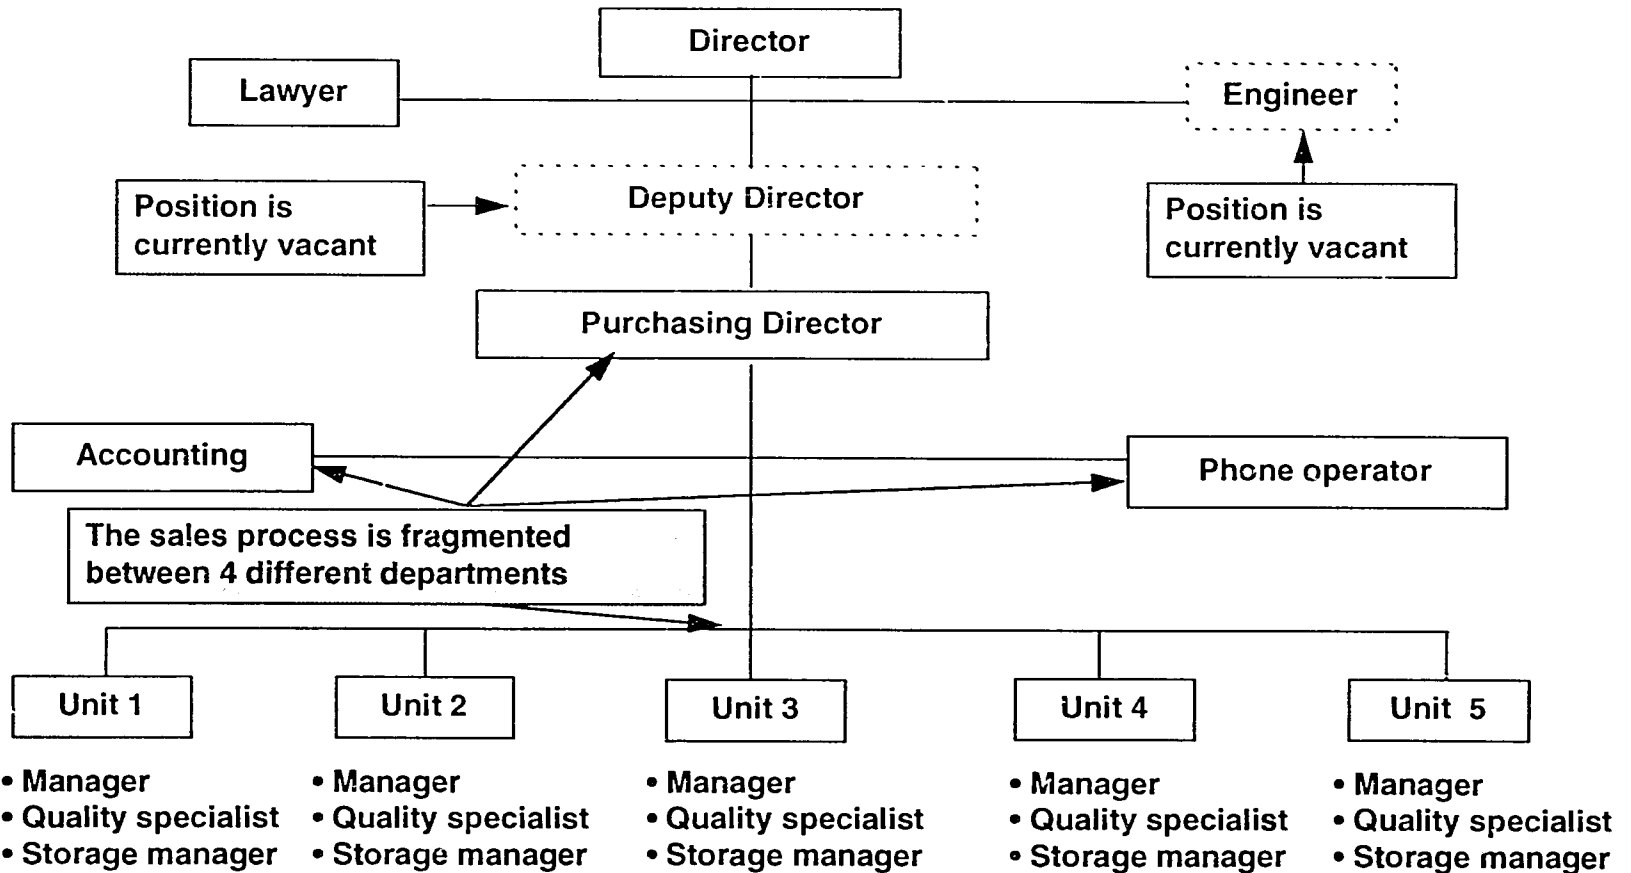 Director
Lawyer
Engineer
Deputy Director
Position is
currently vacant
Position is
currently vacant
Purchasing Director
Accounting
Phone operator
The sales process is fragmented
between 4 different departments
Unit 1
Unit 2
Unit 3
Unit 4
Unit 5
• Manager
• Quality specialist
• Storage manager
• Manager
• Quality specialist
• Storage manager
• Manager
• Quality specialist
• Storage manager
• Manager
• Quality specialist
• Storage manager
• Manager
• Quality specialist
• Storage manager